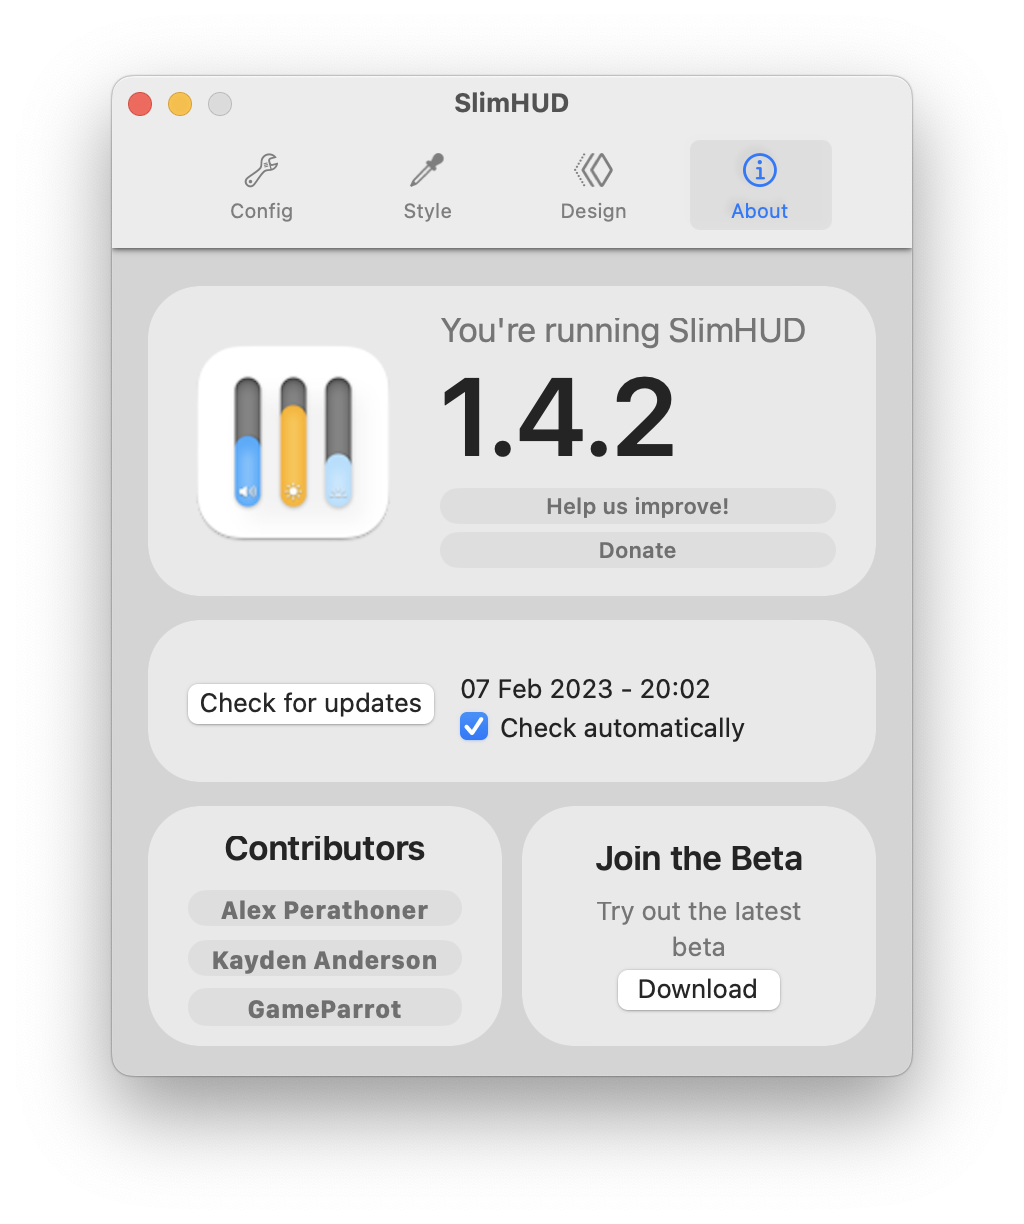 SlimHUD
Config
Style
Design
About
You're running SlimHUD
1.4.2
Help us improve!
Donate
Check for updates
07 Feb 2023 - 20:02
Check automatically
Contributors
Alex Perathoner
Kayden Anderson
GameParrot
Join the Beta
Try out the latest
beta
Download